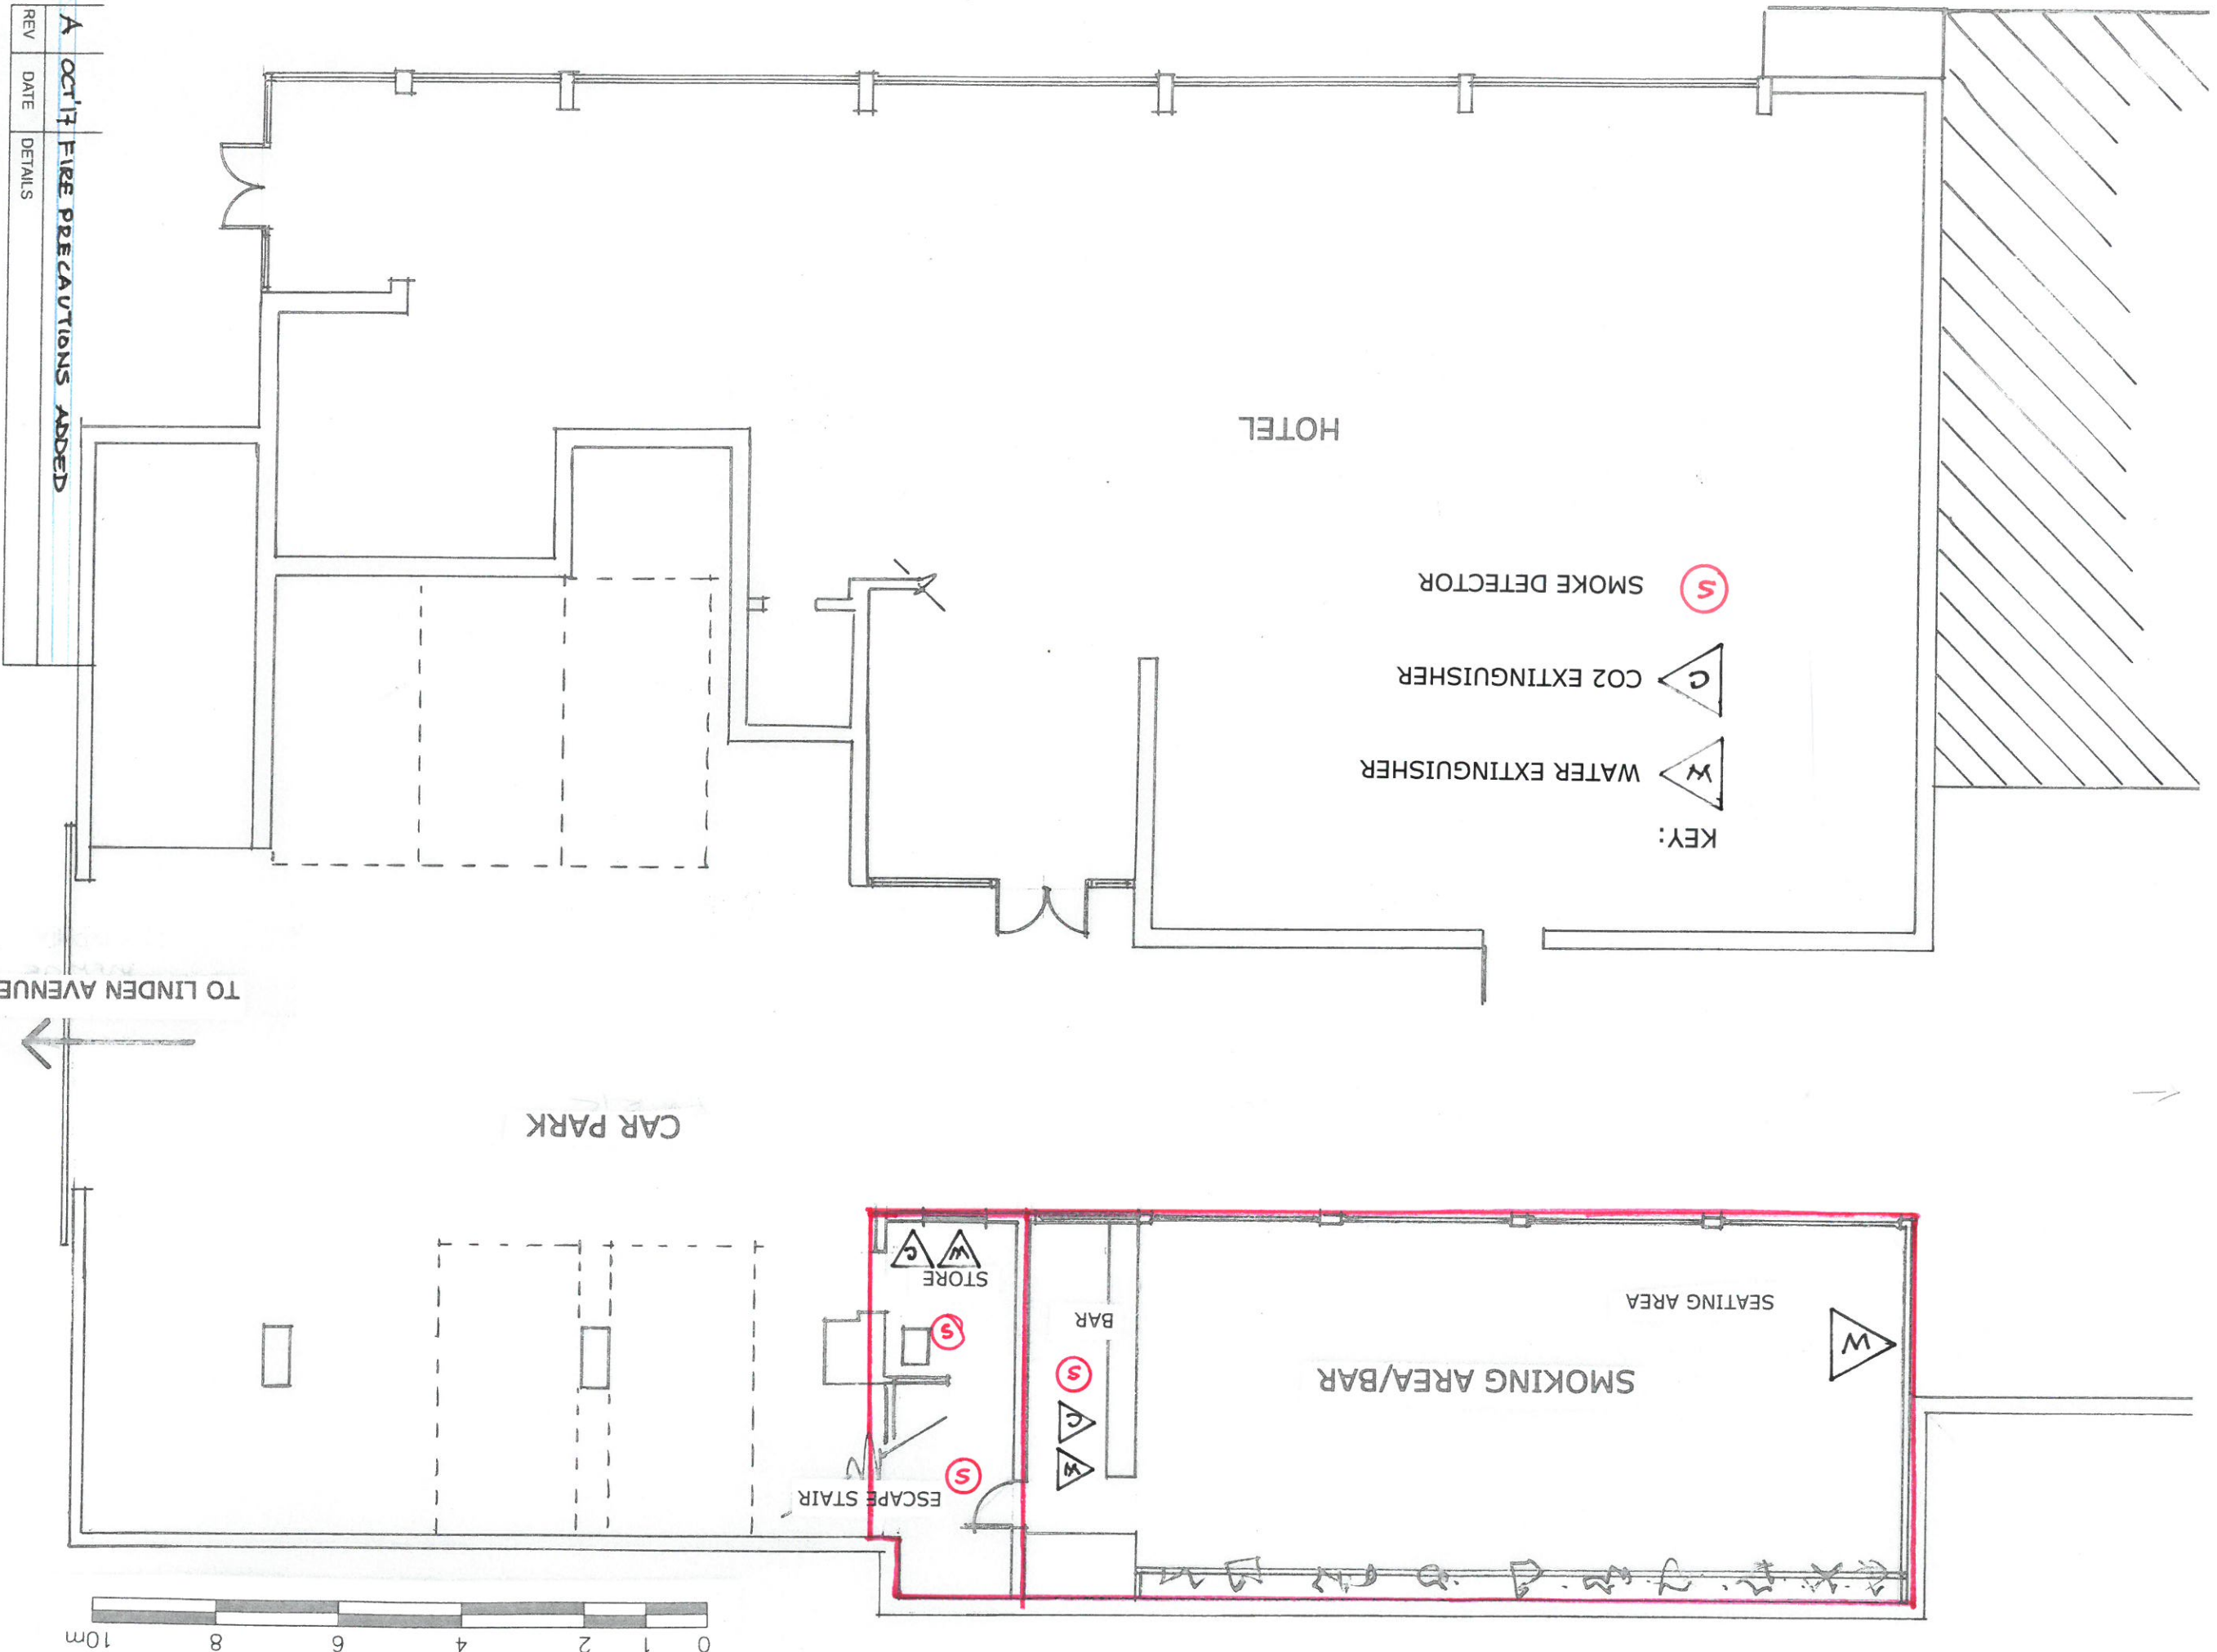 0 1 2 4 6 8 10m
ESCAPE STAIR
W
S
C
SMOKING AREA/BAR
W
S
BAR
S
SEATING AREA
STORE
W C
CAR PARK
TO LINDEN AVENUE
KEY:
W WATER EXTINGUISHER
C CO2 EXTINGUISHER
S SMOKE DETECTOR
HOTEL
A OCT'17 FIRE PRECAUTIONS ADDED
REV DATE DETAILS